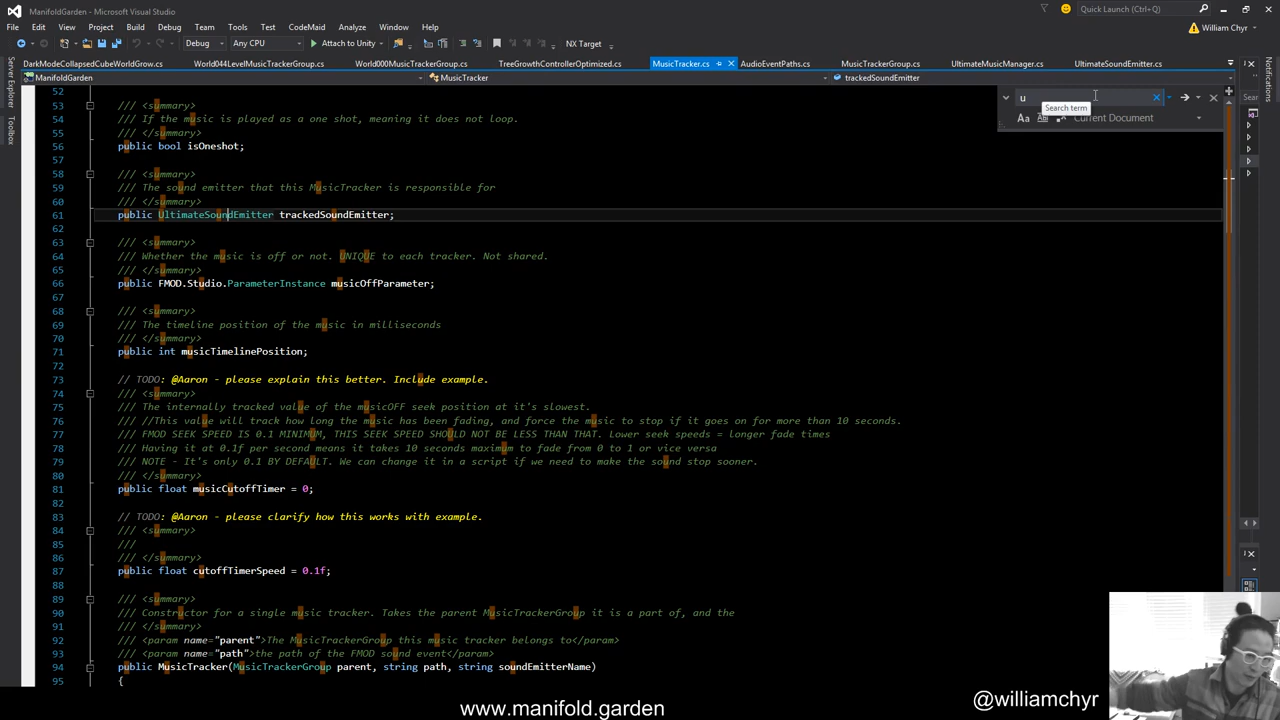 ManifoldGarden - Microsoft Visual Studio
Quick Launch (Ctrl+Q)
File Edit View Project Build Debug Team Tools Test Analyze Window Help
William Chyr
Debug Any CPU Attach to Unity NX Target
DarkModeCollapsedCubeWorldGrow.cs World044LevelMusicTrackerGroup.cs World000MusicTrackerGroup.cs TreeGrowthControllerOptimized.cs MusicTracker.cs AudioEventPaths.cs MusicTrackerGroup.cs UltimateMusicManager.cs UltimateSoundEmitter.cs
ManifoldGarden MusicTracker trackedSoundEmitter
Server Explorer
Toolbox
Notifications
u
Search term
Aa Abl Current Document
Sear
52
53 /// <summary>
54 /// If the music is played as a one shot, meaning it does not loop.
55 /// </summary>
56 public bool isOneshot;
57
58 /// <summary>
59 /// The sound emitter that this MusicTracker is responsible for
60 /// </summary>
61 public UltimateSoundEmitter trackedSoundEmitter;
62
63 /// <summary>
64 /// Whether the music is off or not. UNIQUE to each tracker. Not shared.
65 /// </summary>
66 public FMOD.Studio.ParameterInstance musicOffParameter;
67
68 /// <summary>
69 /// The timeline position of the music in milliseconds
70 /// </summary>
71 public int musicTimelinePosition;
72
73 // TODO: @Aaron - please explain this better. Include example.
74 /// <summary>
75 /// The internally tracked value of the musicOFF seek position at it's slowest.
76 /// //This value will track how long the music has been fading, and force the music to stop if it goes on for more than 10 seconds.
77 /// FMOD SEEK SPEED IS 0.1 MINIMUM, THIS SEEK SPEED SHOULD NOT BE LESS THAN THAT. Lower seek speeds = longer fade times
78 /// Having it at 0.1f per second means it takes 10 seconds maximum to fade from 0 to 1 or vice versa
79 /// NOTE - It's only 0.1 BY DEFAULT. We can change it in a script if we need to make the sound stop sooner.
80 /// </summary>
81 public float musicCutoffTimer = 0;
82
83 // TODO: @Aaron - please clarify how this works with example.
84 /// <summary>
85 ///
86 /// </summary>
87 public float cutoffTimerSpeed = 0.1f;
88
89 /// <summary>
90 /// Constructor for a single music tracker. Takes the parent MusicTrackerGroup it is a part of, and the
91 /// </summary>
92 /// <param name="parent">The MusicTrackerGroup this music tracker belongs to</param>
93 /// <param name="path">the path of the FMOD sound event</param>
94 public MusicTracker(MusicTrackerGroup parent, string path, string soundEmitterName)
95 {
www.manifold.garden
@williamchyr